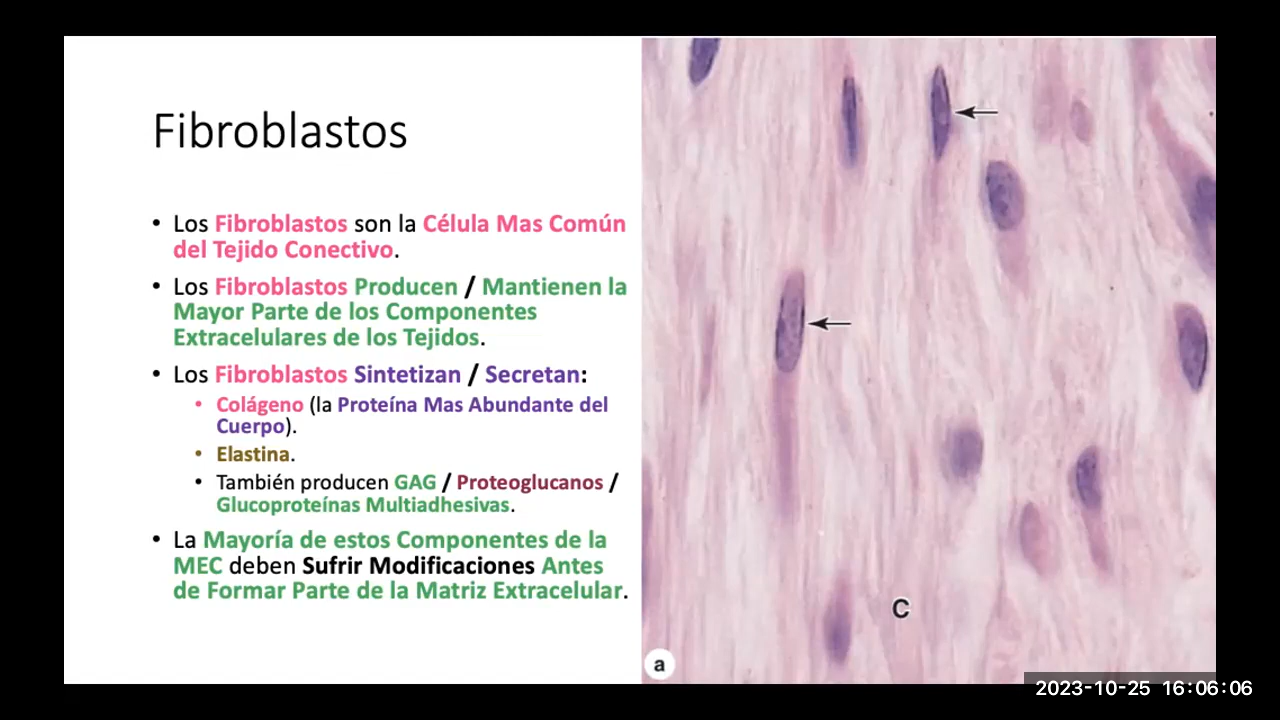 Fibroblastos
• Los Fibroblastos son la Célula Mas Común
del Tejido Conectivo.
• Los Fibroblastos Producen / Mantienen la
Mayor Parte de los Componentes
Extracelulares de los Tejidos.
• Los Fibroblastos Sintetizan / Secretan:
• Colágeno (la Proteína Mas Abundante del
Cuerpo).
• Elastina.
• También producen GAG / Proteoglucanos /
Glucoproteínas Multiadhesivas.
• La Mayoría de estos Componentes de la
MEC deben Sufrir Modificaciones Antes
de Formar Parte de la Matriz Extracelular.
C
a
2023-10-25 16:06:06